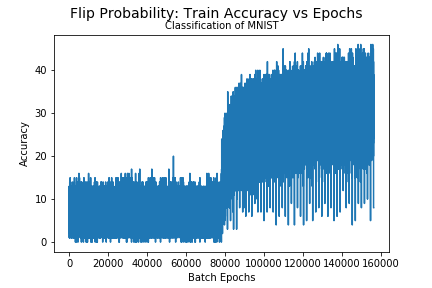 Flip Probability: Train Accuracy vs Epochs
Classification of MNIST
Accuracy
40
30
20
10
0
0 20000 40000 60000 80000 100000 120000 140000 160000
Batch Epochs